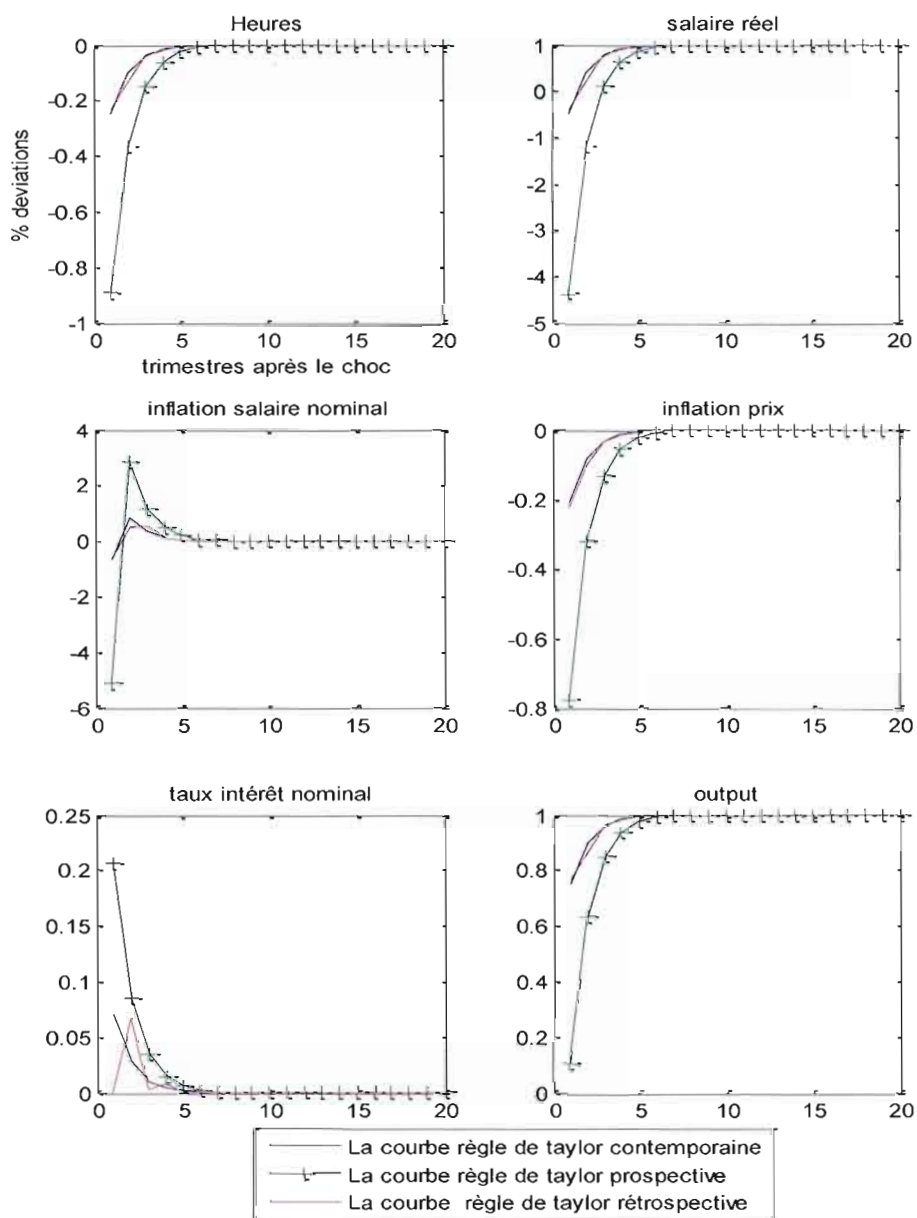 Heures
salaire réel
0
-0.2
-0.4
-0.6
-0.8
-1
% deviations
0 5 10 15 20
trimestres après le choc
1
0
-1
-2
-3
-4
-5
0 5 10 15 20
inflation salaire nominal
inflation prix
4
2
0
-2
-4
-6
0 5 10 15 20
0
-0.2
-0.4
-0.6
-0.8
0 5 10 15 20
taux intérêt nominal
output
0.25
0.2
0.15
0.1
0.05
0
0 5 10 15 20
1
0.8
0.6
0.4
0.2
0
0 5 10 15 20
La courbe règle de taylor contemporaine
La courbe règle de taylor prospective
La courbe règle de taylor rétrospective